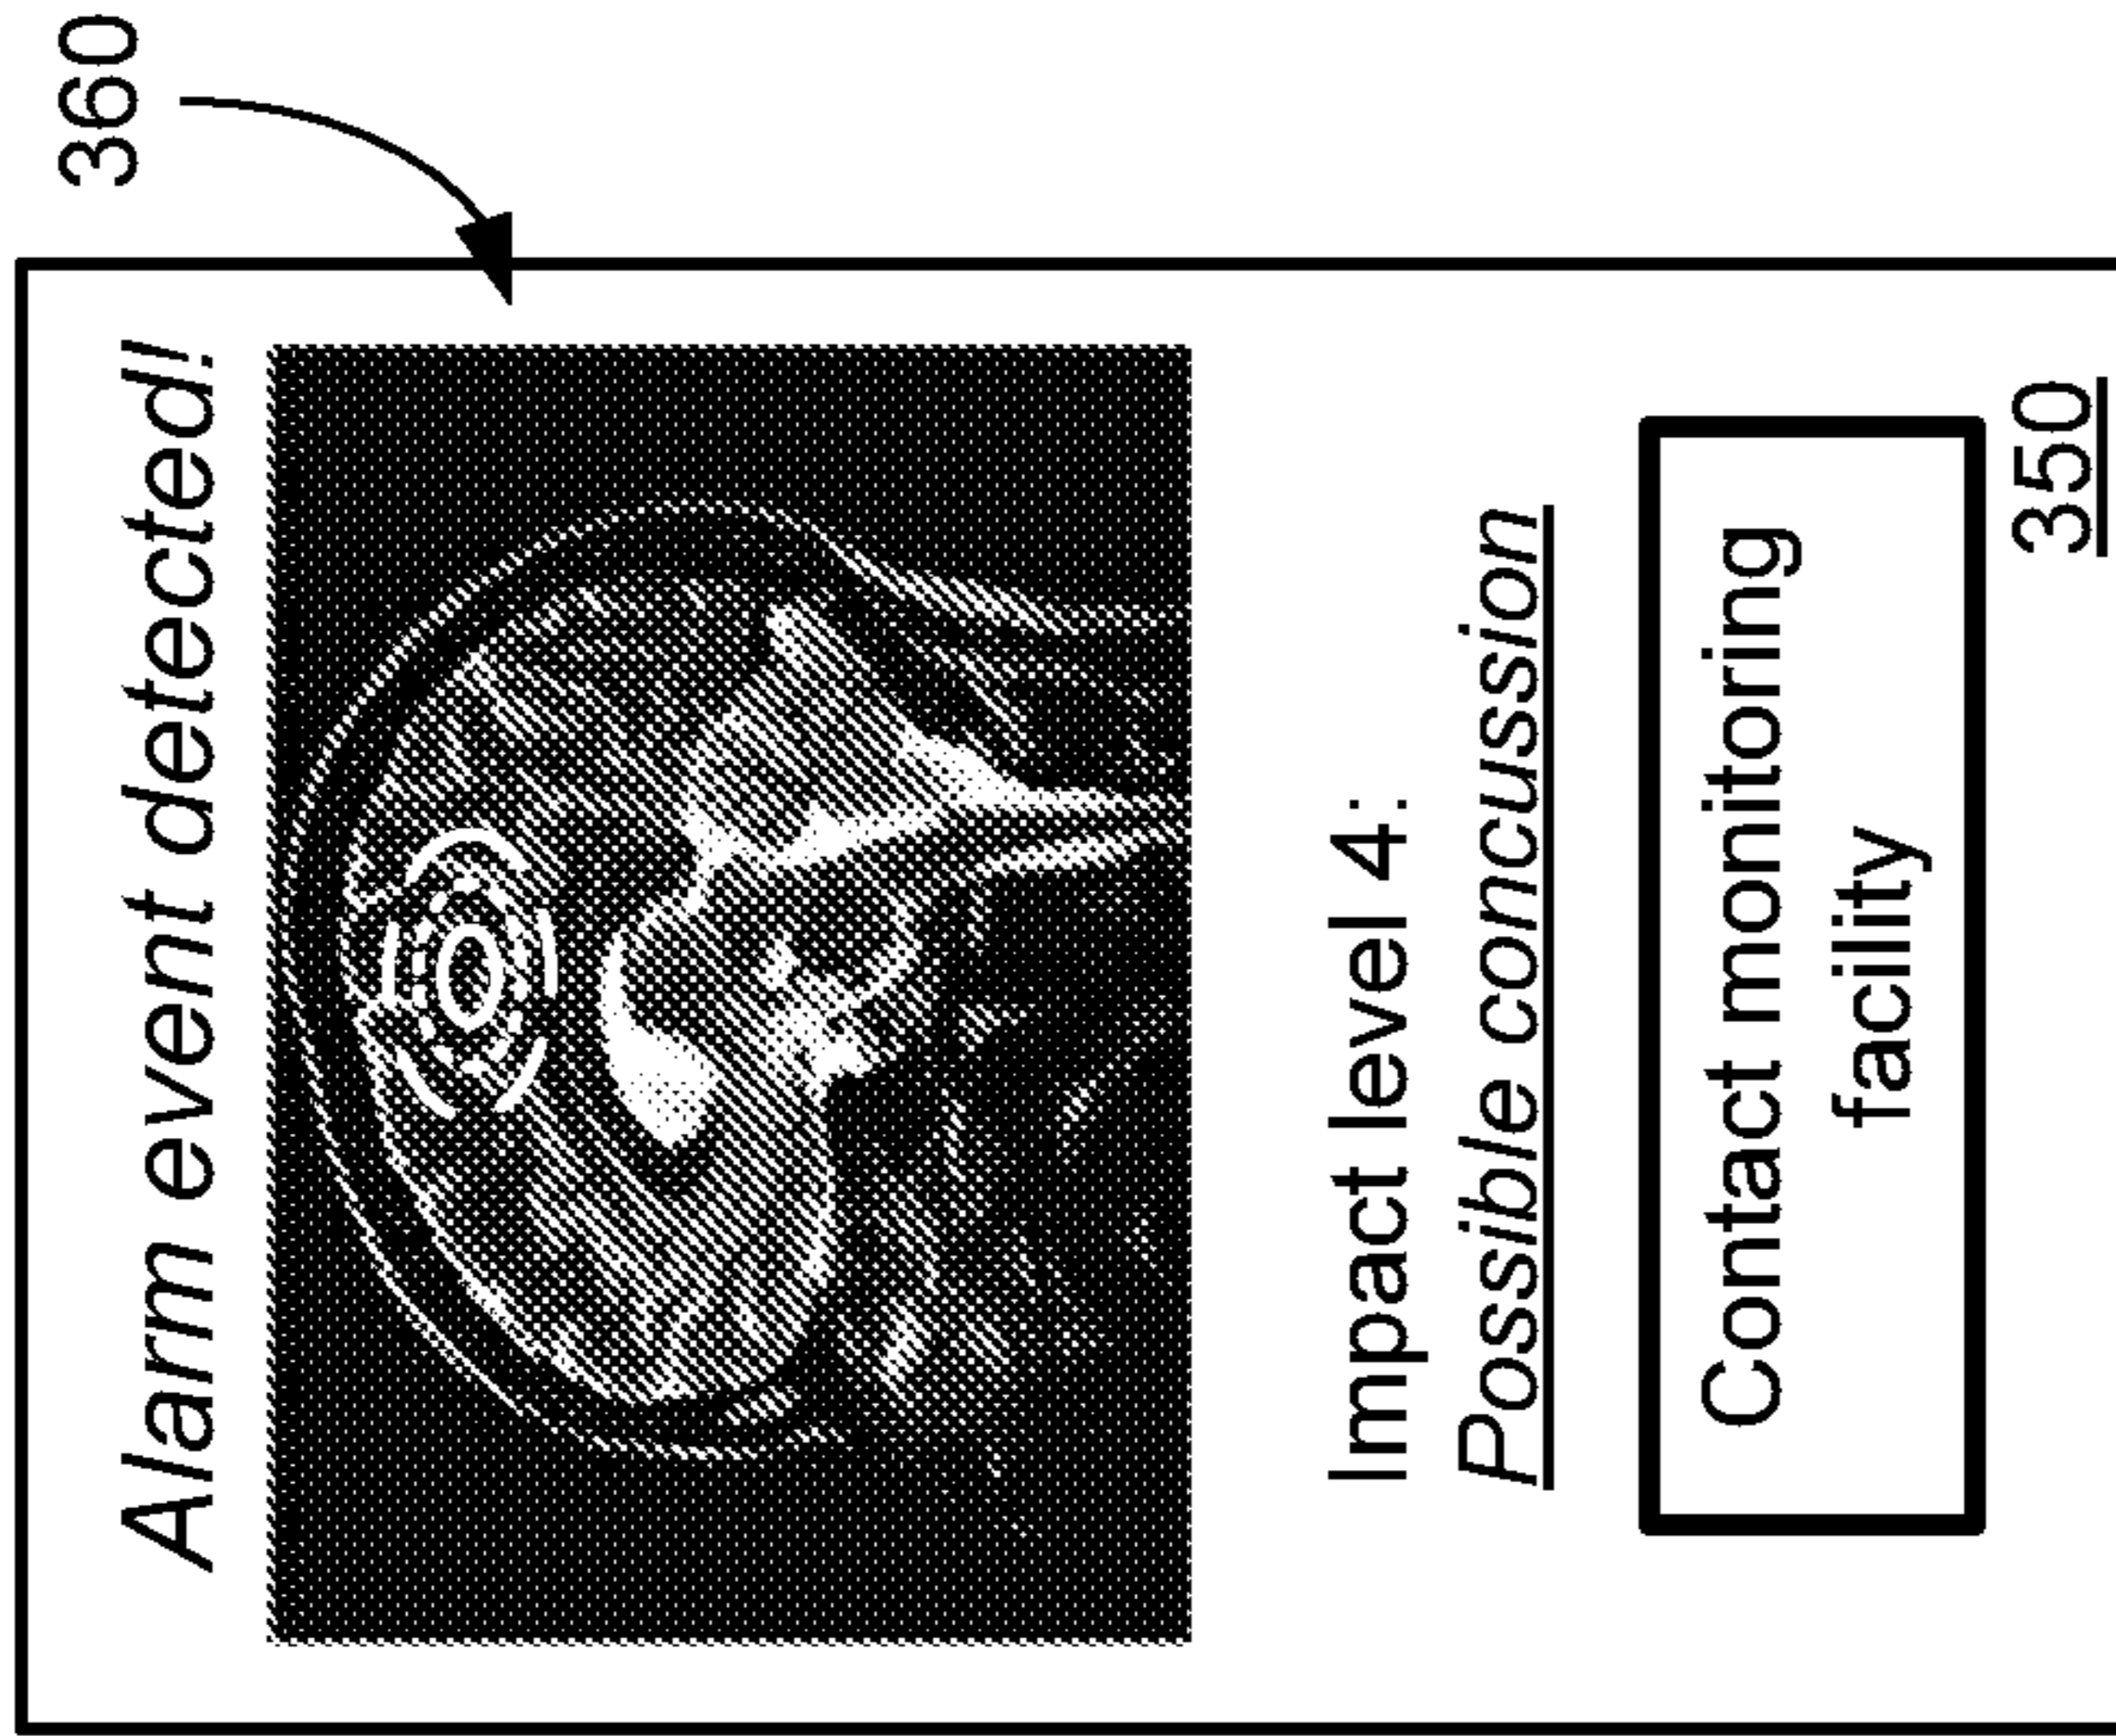 360
Alarm event detected!
Impact level 4:
Possible concussion
Contact monitoring
facility
350